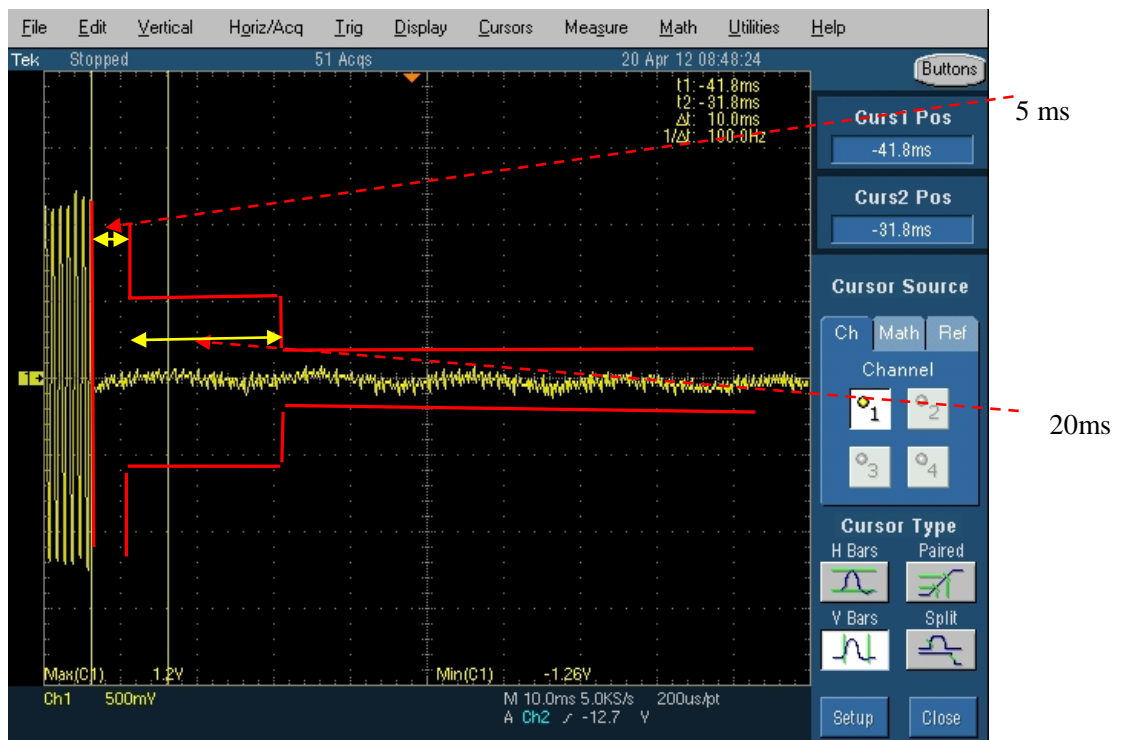 File Edit Vertical Horiz/Acq Trig Display Cursors Measure Math Utilities Help
Tek Stopped 51 Acqs 20 Apr 12 08:48:24
Buttons
t1:-41.8ms
t2:-31.8ms
Δt: 10.0ms
1/Δt: 100.0Hz
5 ms
Curs1 Pos
-41.8ms
Curs2 Pos
-31.8ms
Cursor Source
Ch Math Ref
Channel
1 2
3 4
20ms
1
Cursor Type
H Bars Paired
V Bars Split
Max(C1) 1.2V Min(C1) -1.26V
Ch1 500mV M 10.0ms 5.0KS/s 200us/pt
A Ch2 / -12.7 V
Setup Close